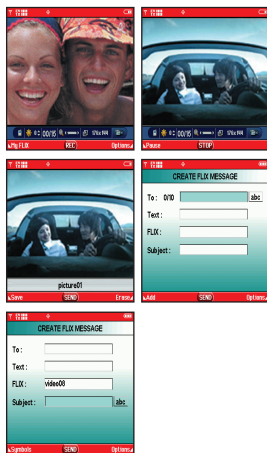 00/15 176x144
My FLIX REC Options
00/15 176x144
Pause STOP
picture01
Save SEND Erase
CREATE FLIX MESSAGE
To: 0/10 abc
Text:
FLIX:
Subject:
Add SEND Options
CREATE FLIX MESSAGE
To:
Text:
FLIX: video08
Subject: abc
Symbols SEND Options